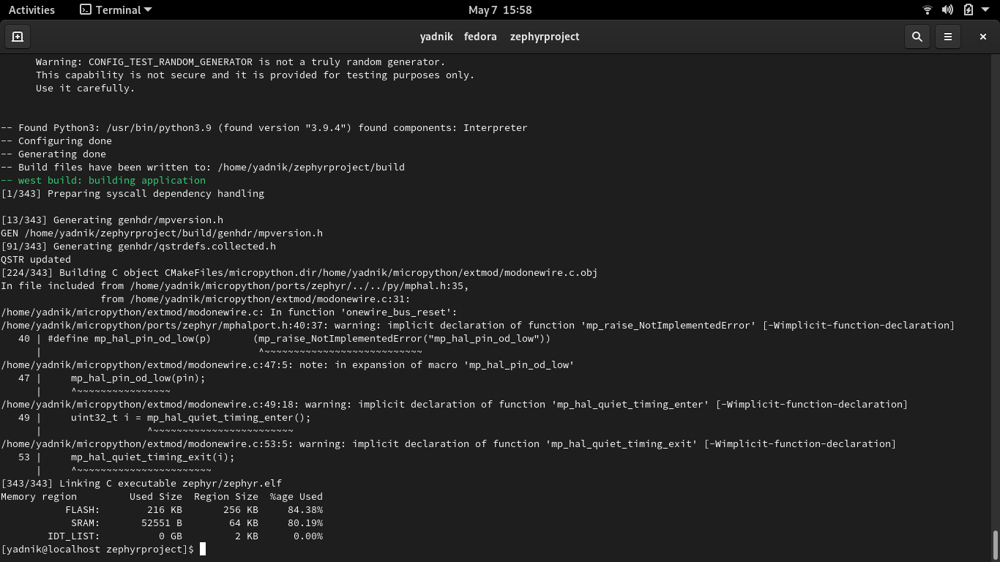 Activities Terminal May 7 15:58
yadnik fedora zephyrproject
Warning: CONFIG_TEST_RANDOM_GENERATOR is not a truly random generator.
This capability is not secure and it is provided for testing purposes only.
Use it carefully.
-- Found Python3: /usr/bin/python3.9 (found version "3.9.4") found components: Interpreter
-- Configuring done
-- Generating done
-- Build files have been written to: /home/yadnik/zephyrproject/build
-- west build: building application
[1/343] Preparing syscall dependency handling
[13/343] Generating genhdr/mpversion.h
GEN /home/yadnik/zephyrproject/build/genhdr/mpversion.h
[91/343] Generating genhdr/qstrdefs.collected.h
QSTR updated
[224/343] Building C object CMakeFiles/micropython.dir/home/yadnik/micropython/extmod/modonewire.c.obj
In file included from /home/yadnik/micropython/ports/zephyr/../../py/mphal.h:35,
from /home/yadnik/micropython/extmod/modonewire.c:31:
/home/yadnik/micropython/extmod/modonewire.c: In function 'onewire_bus_reset':
/home/yadnik/micropython/ports/zephyr/mphalport.h:40:37: warning: implicit declaration of function 'mp_raise_NotImplementedError' [-Wimplicit-function-declaration]
40 | #define mp_hal_pin_od_low(p)       (mp_raise_NotImplementedError("mp_hal_pin_od_low"))
|                                     ^~~~~~~~~~~~~~~~~~~~~~~~~~~~
/home/yadnik/micropython/extmod/modonewire.c:47:5: note: in expansion of macro 'mp_hal_pin_od_low'
47 |     mp_hal_pin_od_low(pin);
|     ^~~~~~~~~~~~~~~~~
/home/yadnik/micropython/extmod/modonewire.c:49:18: warning: implicit declaration of function 'mp_hal_quiet_timing_enter' [-Wimplicit-function-declaration]
49 |     uint32_t i = mp_hal_quiet_timing_enter();
|                  ^~~~~~~~~~~~~~~~~~~~~~~~~
/home/yadnik/micropython/extmod/modonewire.c:53:5: warning: implicit declaration of function 'mp_hal_quiet_timing_exit' [-Wimplicit-function-declaration]
53 |     mp_hal_quiet_timing_exit(i);
|     ^~~~~~~~~~~~~~~~~~~~~~~~
[343/343] Linking C executable zephyr/zephyr.elf
Memory region         Used Size  Region Size  %age Used
FLASH:         216 KB       256 KB     84.38%
SRAM:       52551 B        64 KB     80.19%
IDT_LIST:          0 GB         2 KB      0.00%
[yadnik@localhost zephyrproject]$